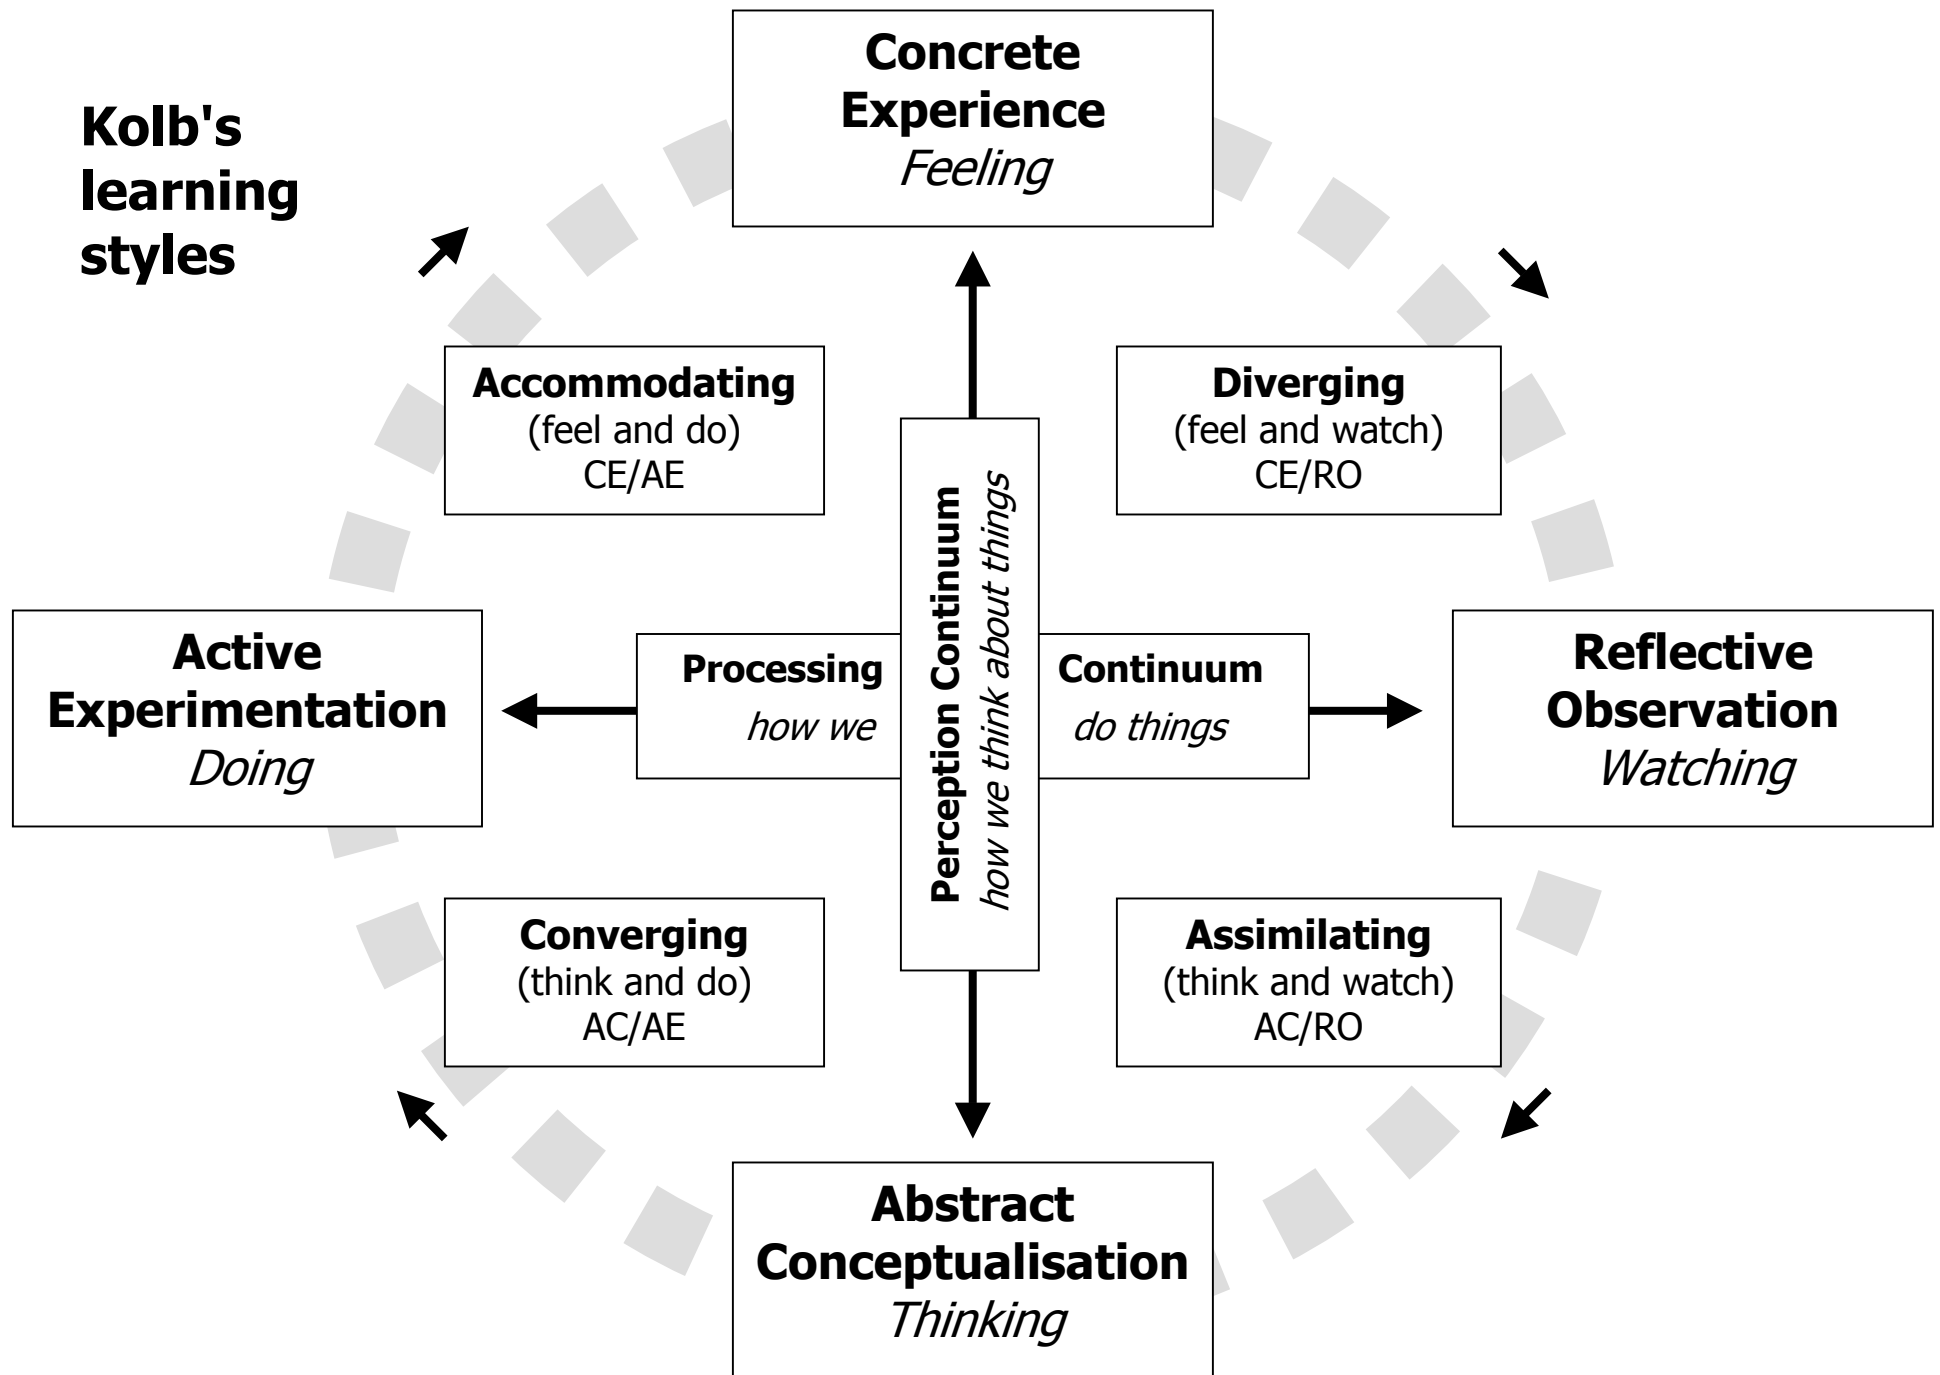 Kolb's
learning
styles
Concrete
Experience
Feeling
Accommodating
(feel and do)
CE/AE
Diverging
(feel and watch)
CE/RO
Active
Experimentation
Doing
Processing
how we
Perception Continuum
how we think about things
Continuum
do things
Reflective
Observation
Watching
Converging
(think and do)
AC/AE
Assimilating
(think and watch)
AC/RO
Abstract
Conceptualisation
Thinking